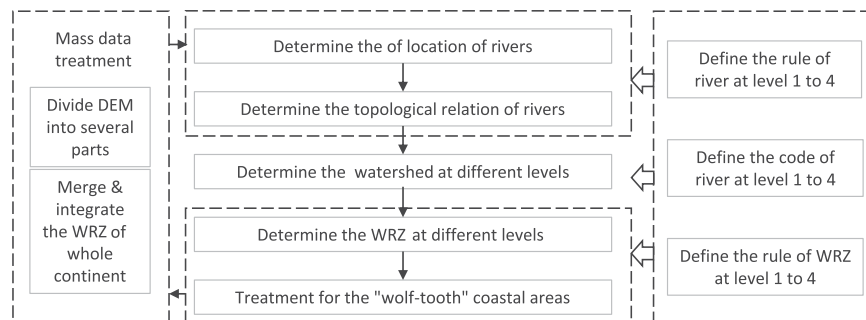 Mass data
treatment
Divide DEM
into several
parts
Merge &
integrate
the WRZ of
whole
continent
Determine the of location of rivers
Determine the topological relation of rivers
Determine the watershed at different levels
Determine the WRZ at different levels
Treatment for the "wolf-tooth" coastal areas
Define the rule of
river at level 1 to 4
Define the code of
river at level 1 to 4
Define the rule of WRZ
at level 1 to 4